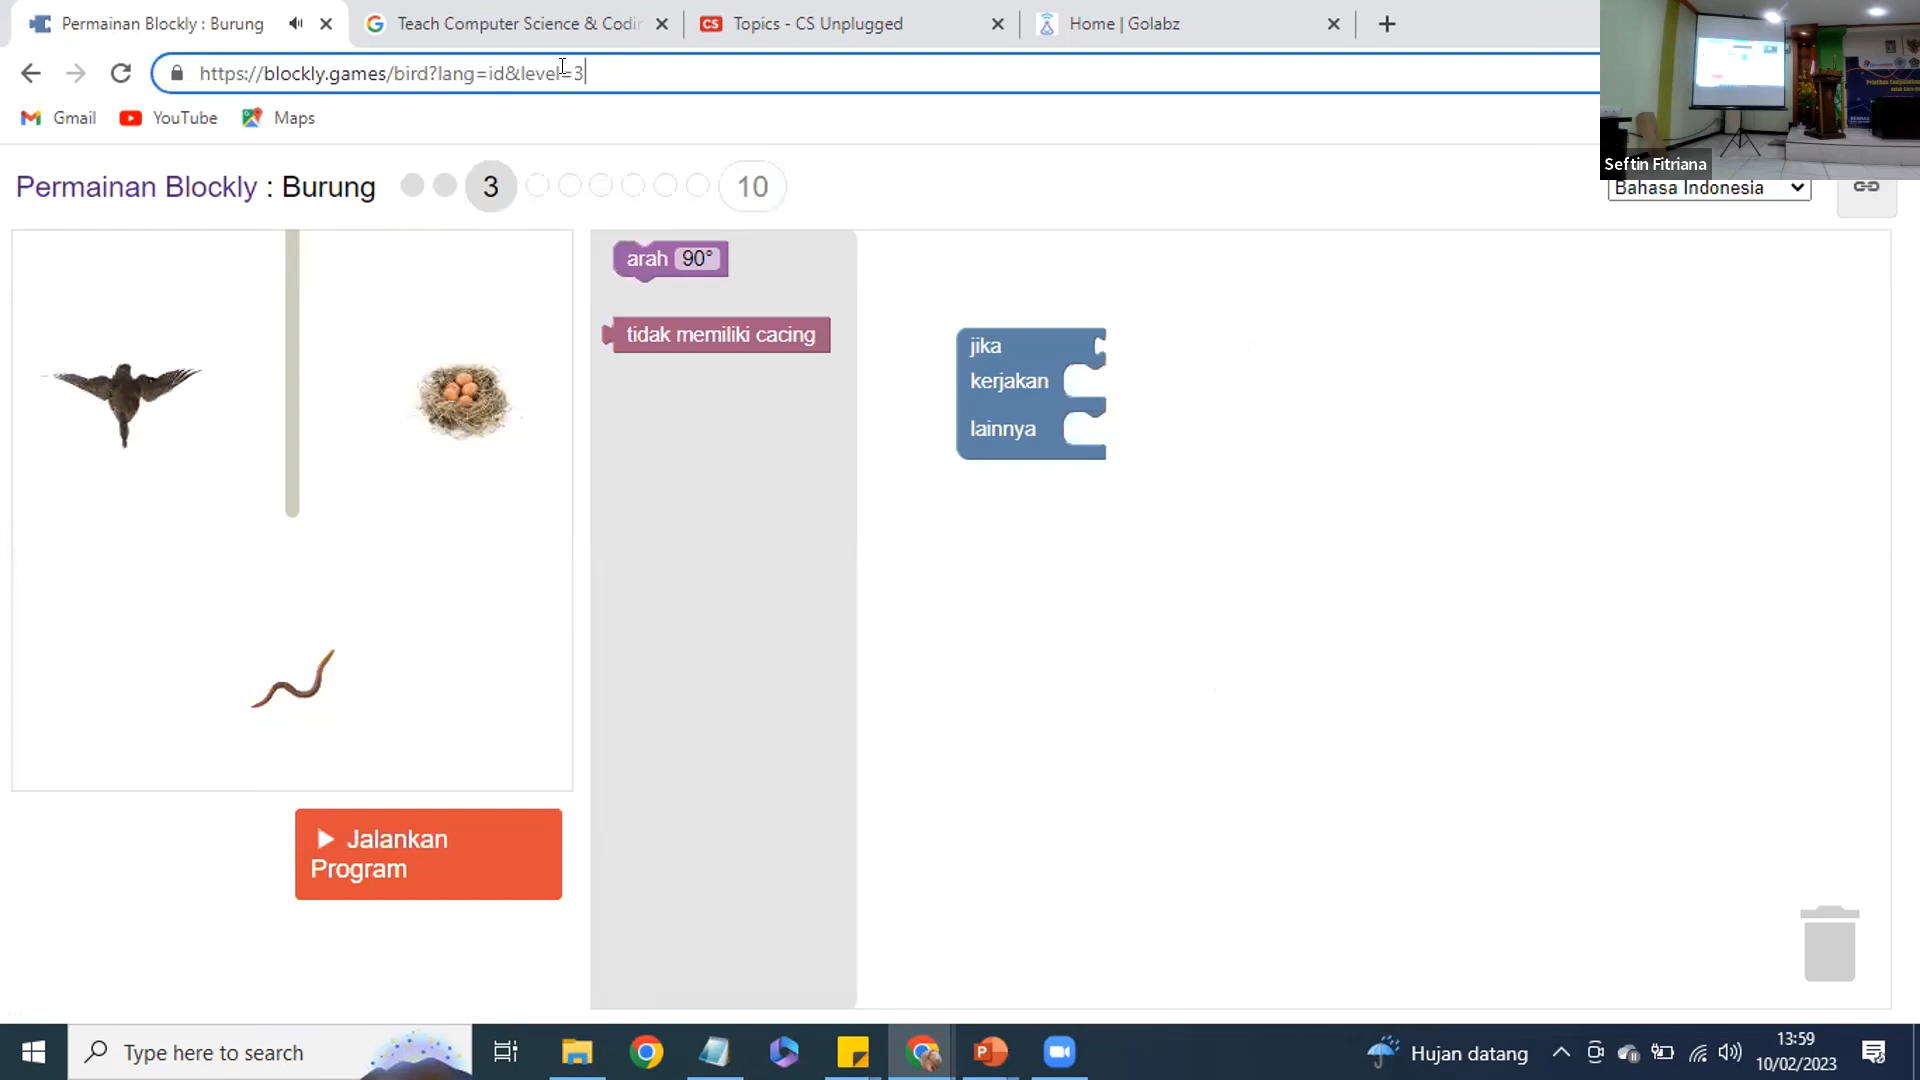 Permainan Blockly : Burung
Teach Computer Science & Codin
CS Topics - CS Unplugged
Home | Golabz
https://blockly.games/bird?lang=id&level=3
Gmail YouTube Maps
Seftin Fitriana
Permainan Blockly : Burung 3 10
Bahasa Indonesia
arah 90°
tidak memiliki cacing
jika
kerjakan
lainnya
Jalankan
Program
Type here to search
Hujan datang
13:59
10/02/2023